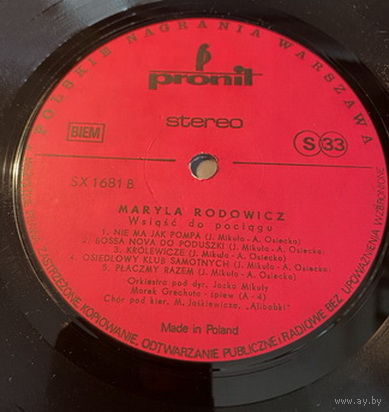 POLSKIE NAGRANIA WARSZAWA
pronit
stereo
BIEM
S 33
SX 1681 B
MARYLA RODOWICZ
Wsiąść do pociągu
1. NIE MA JAK POMPA (J. Mikuła - A. Osiecka)
2. BOSSA NOVA DO PODUSZKI (J. Mikuła - A. Osiecka)
3. KRÓLEWICZE (J. Mikuła - A. Osiecka)
4. OSIEDLOWY KLUB SAMOTNYCH (J. Mikuła - A. Osiecka)
5. PŁACZMY RAZEM (J. Mikuła - A. Osiecka)
Orkiestra pod dyr. Jacka Mikuły
Marek Grechuta - śpiew (A - 4)
Chór pod kier. M. Jaśkiewicza, "Alibabki"
Made in Poland
ZASTRZEŻONE KOPIOWANIE, ODTWARZANIE PUBLICZNE I RADIOWE BEZ UPOWAŻNIENIA WZBRONIONE
www.ay.by